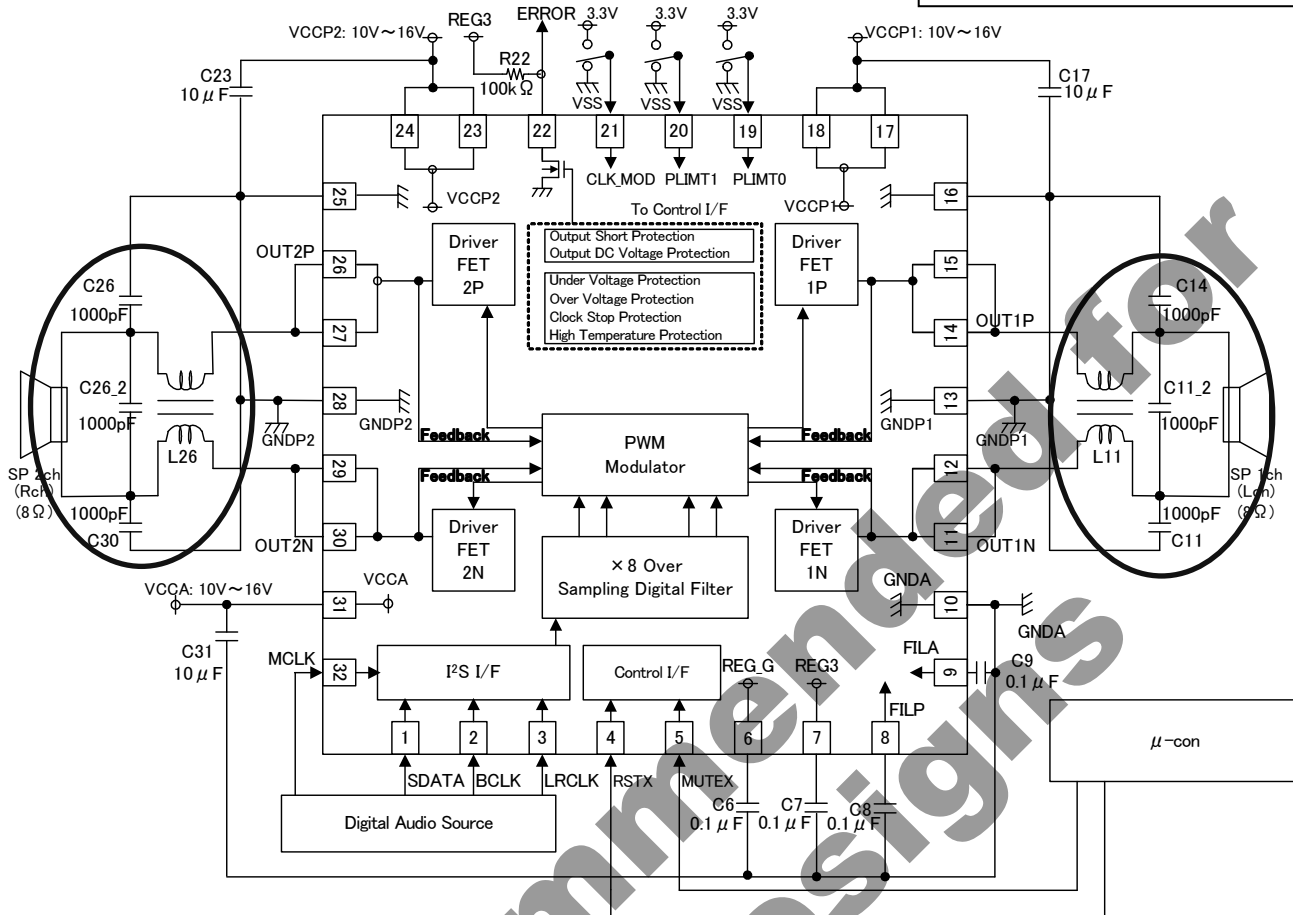 ERROR
3.3V 3.3V 3.3V
REG3
VCCP2: 10V~16V
VCCP1: 10V~16V
R22
100kΩ
C23
10μF
C17
10μF
VSS VSS VSS
24 23 22 21 20 19 18 17
CLK_MOD PLIMT1 PLIMT0
VCCP2
VCCP1
To Control I/F
25
16
Output Short Protection
Output DC Voltage Protection
Under Voltage Protection
Over Voltage Protection
Clock Stop Protection
High Temperature Protection
Driver
FET
2P
Driver
FET
1P
OUT2P
26
27
15
14
OUT1P
C26
1000pF
C14
1000pF
C26_2
1000pF
C11_2
1000pF
28
GNDP2
GNDP2
13
GNDP1
GNDP1
Feedback
Feedback
Feedback
Feedback
PWM
Modulator
L26
L11
SP 2ch
(Rch)
(8Ω)
SP 1ch
(Lch)
(8Ω)
29
30
12
11
1000pF
C30
1000pF
C11
OUT2N
OUT1N
Driver
FET
2N
Driver
FET
1N
×8 Over
Sampling Digital Filter
VCCA: 10V~16V
VCCA
31
GNDA
10
GNDA
C31
10μF
MCLK
32
I²S I/F
Control I/F
REG_G
REG3
FILA
9
C9
0.1μF
FILP
1 2 3 4 5 6 7 8
μ-con
SDATA BCLK LRCLK RSTX MUTEX
C6
0.1μF
C7
0.1μF
C8
0.1μF
Digital Audio Source